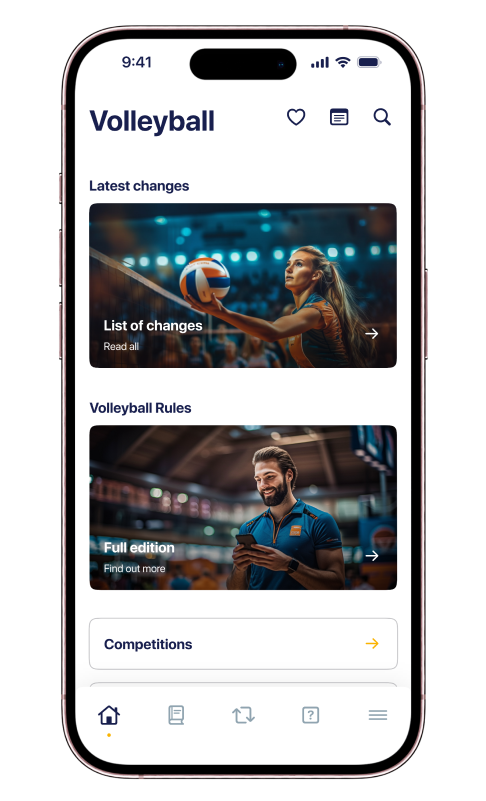 9:41
Volleyball
Latest changes
List of changes
Read all
Volleyball Rules
Full edition
Find out more
Competitions
?